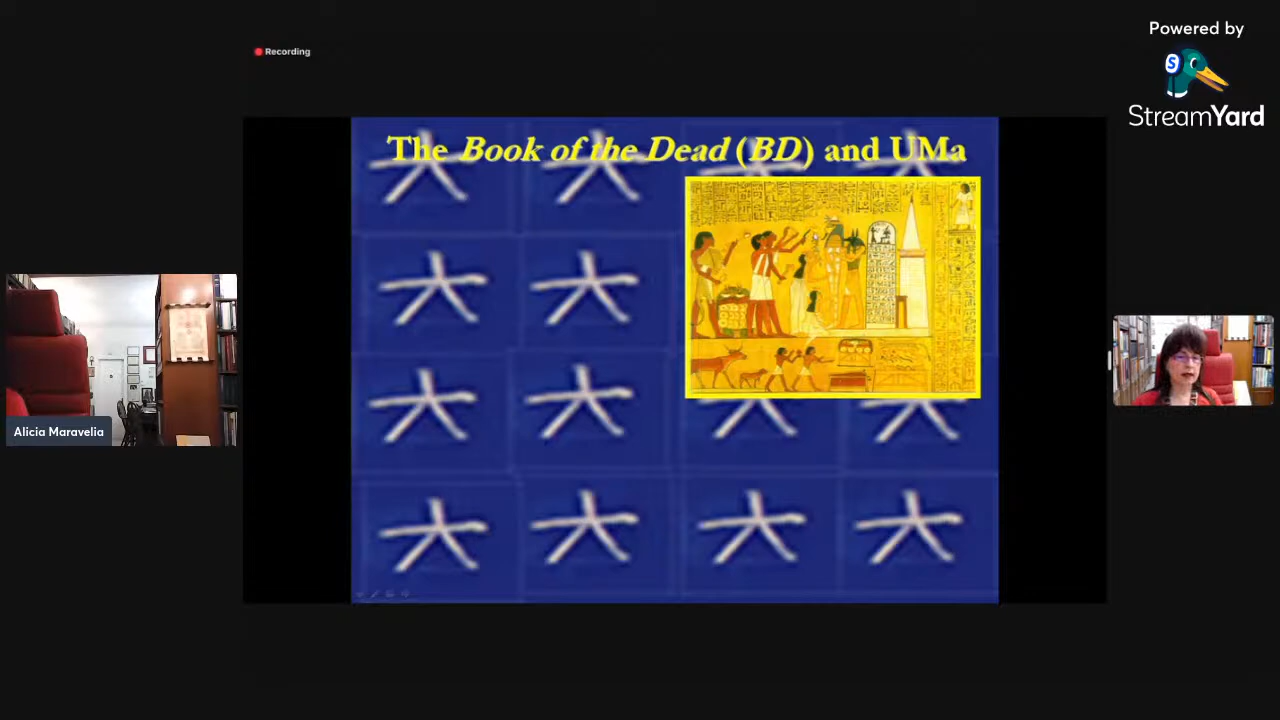 Powered by
StreamYard
Recording
The Book of the Dead (BD) and UMa
Alicia Maravelia